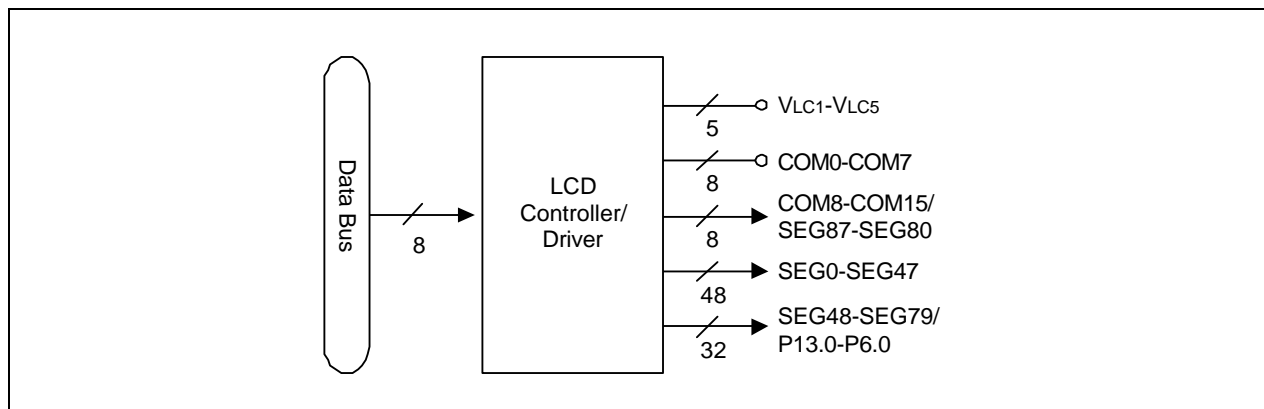 Data Bus
8
LCD
Controller/
Driver
VLC1-VLC5
5
COM0-COM7
8
COM8-COM15/
SEG87-SEG80
8
SEG0-SEG47
48
SEG48-SEG79/
P13.0-P6.0
32